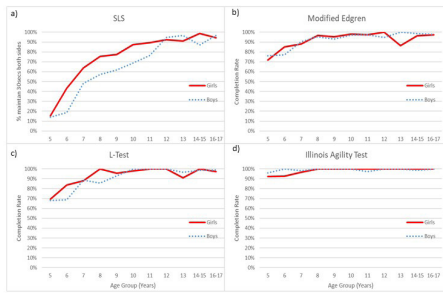 a)
SLS
% maintain 30secs both sides
100%
90%
80%
70%
60%
50%
40%
30%
20%
10%
0%
Girls
Boys
5 6 7 8 9 10 11 12 13 14-15 16-17
b)
Modified Edgren
Completion Rate
100%
90%
80%
70%
60%
50%
40%
30%
20%
10%
0%
Girls
Boys
5 6 7 8 9 10 11 12 13 14-15 16-17
c)
L-Test
Completion Rate
100%
90%
80%
70%
60%
50%
40%
30%
20%
10%
0%
Girls
Boys
5 6 7 8 9 10 11 12 13 14-15 16-17
Age Group (Years)
d)
Illinois Agility Test
Completion Rate
100%
90%
80%
70%
60%
50%
40%
30%
20%
10%
0%
Girls
Boys
5 6 7 8 9 10 11 12 13 14-15 16-17
Age Group (Years)